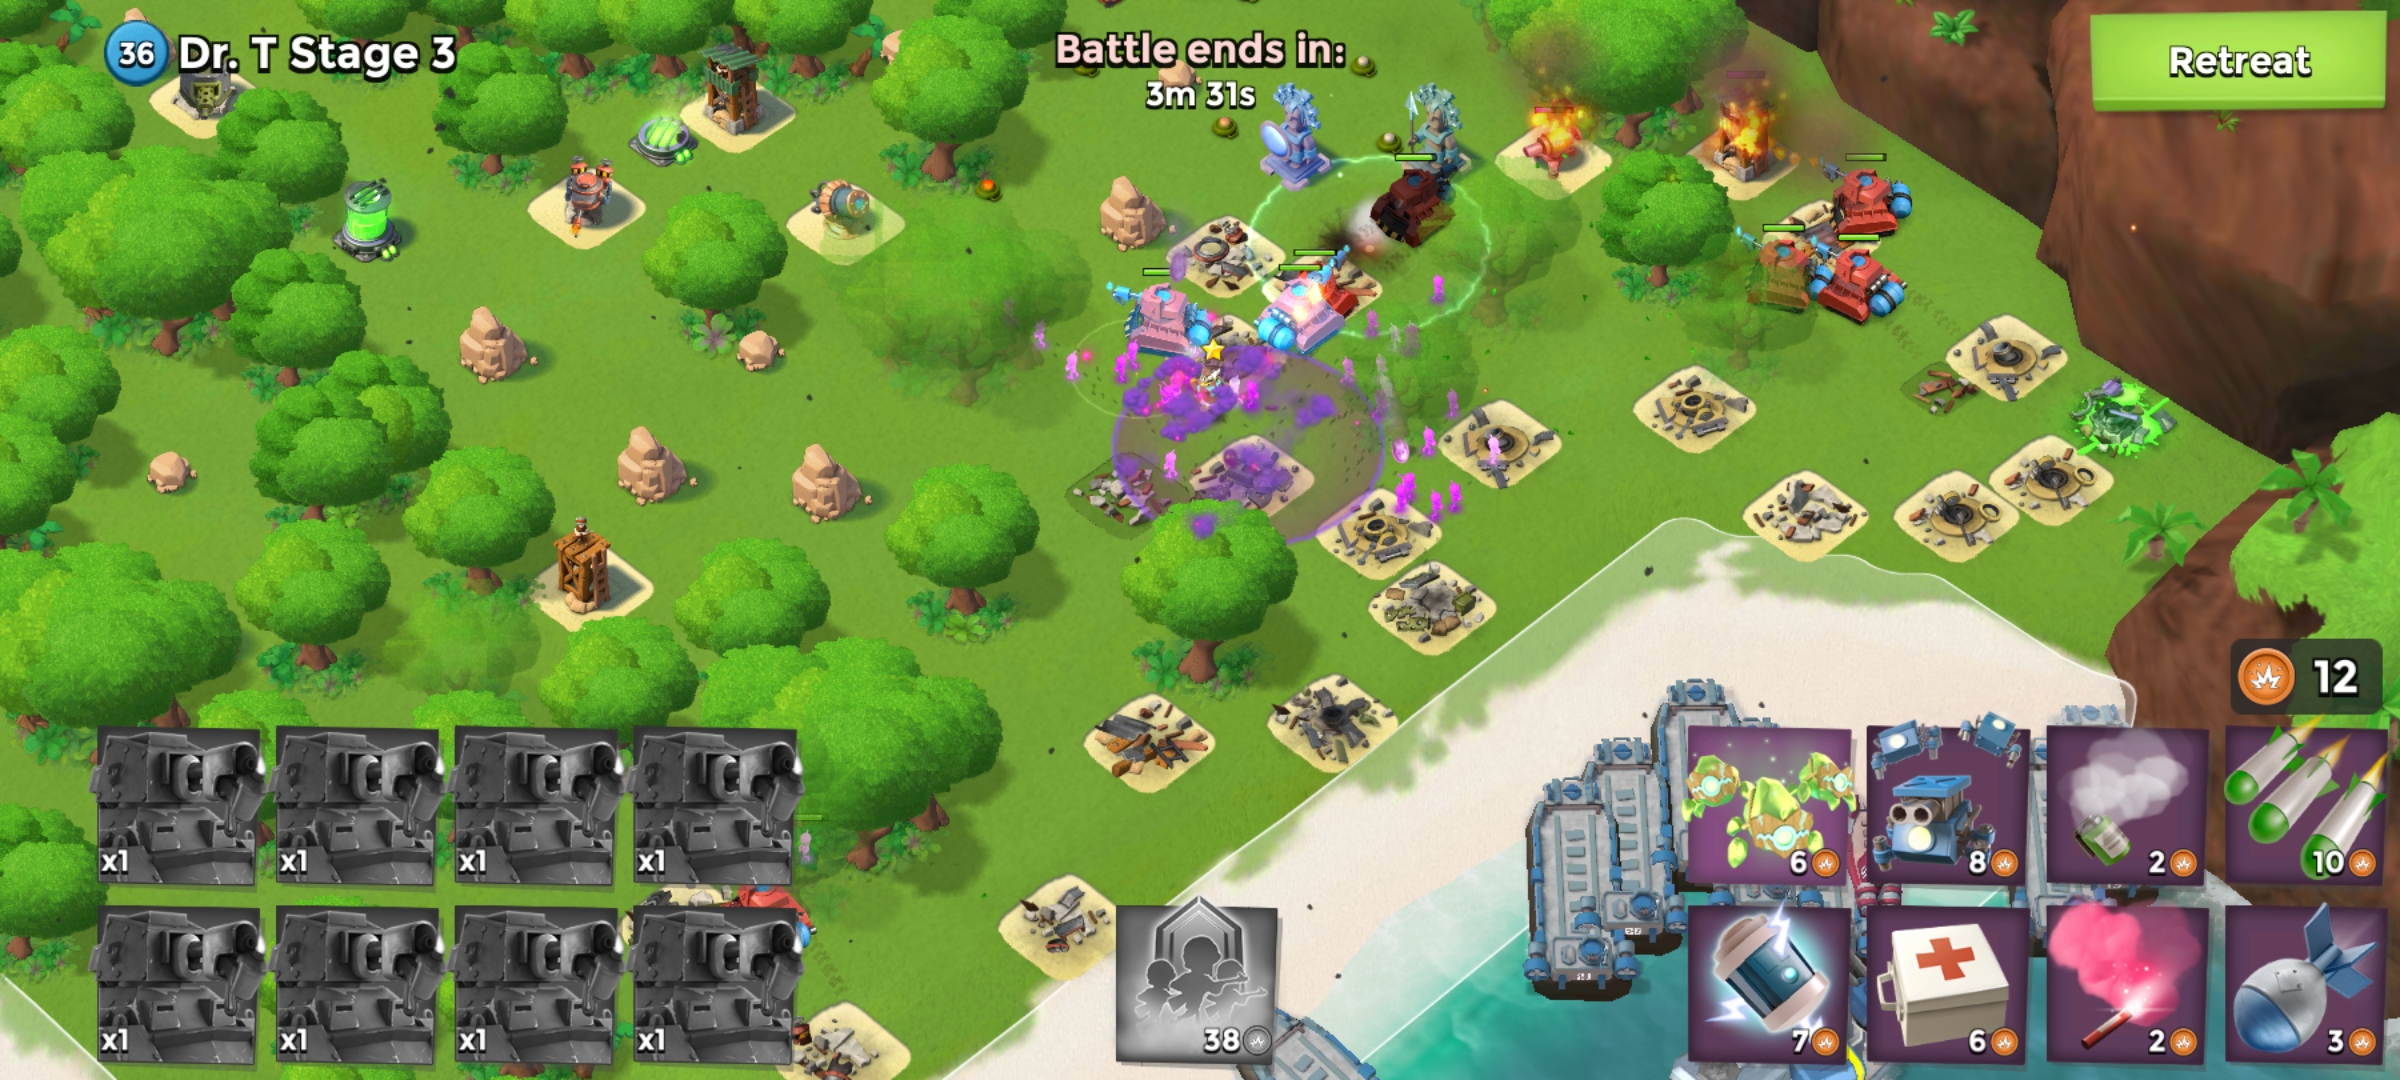 36 Dr. T Stage 3
Battle ends in:
3m 31s
Retreat
12
x1 x1 x1 x1
6 8 2 10
x1 x1 x1 x1
38
7 6 2 3